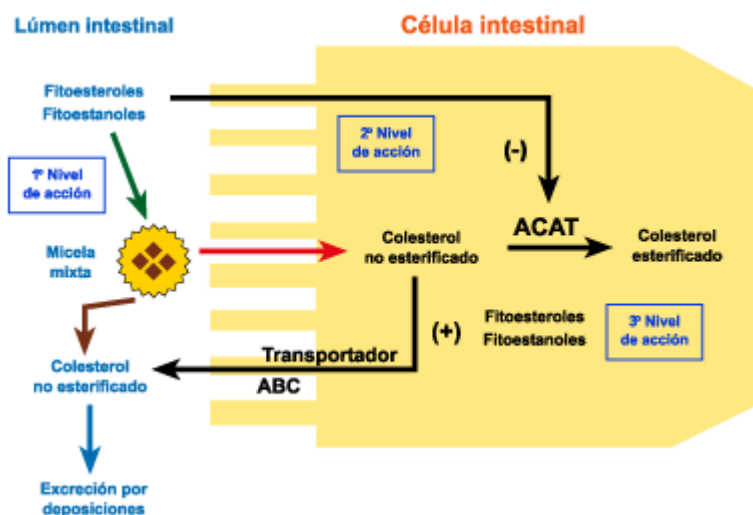 Lúmen intestinal
Célula intestinal
Fitoesteroles
Fitoestanoles
1º Nivel
de acción
2º Nivel
de acción
(-)
Micela
mixta
Colesterol
no esterificado
ACAT
Colesterol
esterificado
(+)
Fitoesteroles
Fitoestanoles
3º Nivel
de acción
Transportador
ABC
Colesterol
no esterificado
Excreción por
deposiciones